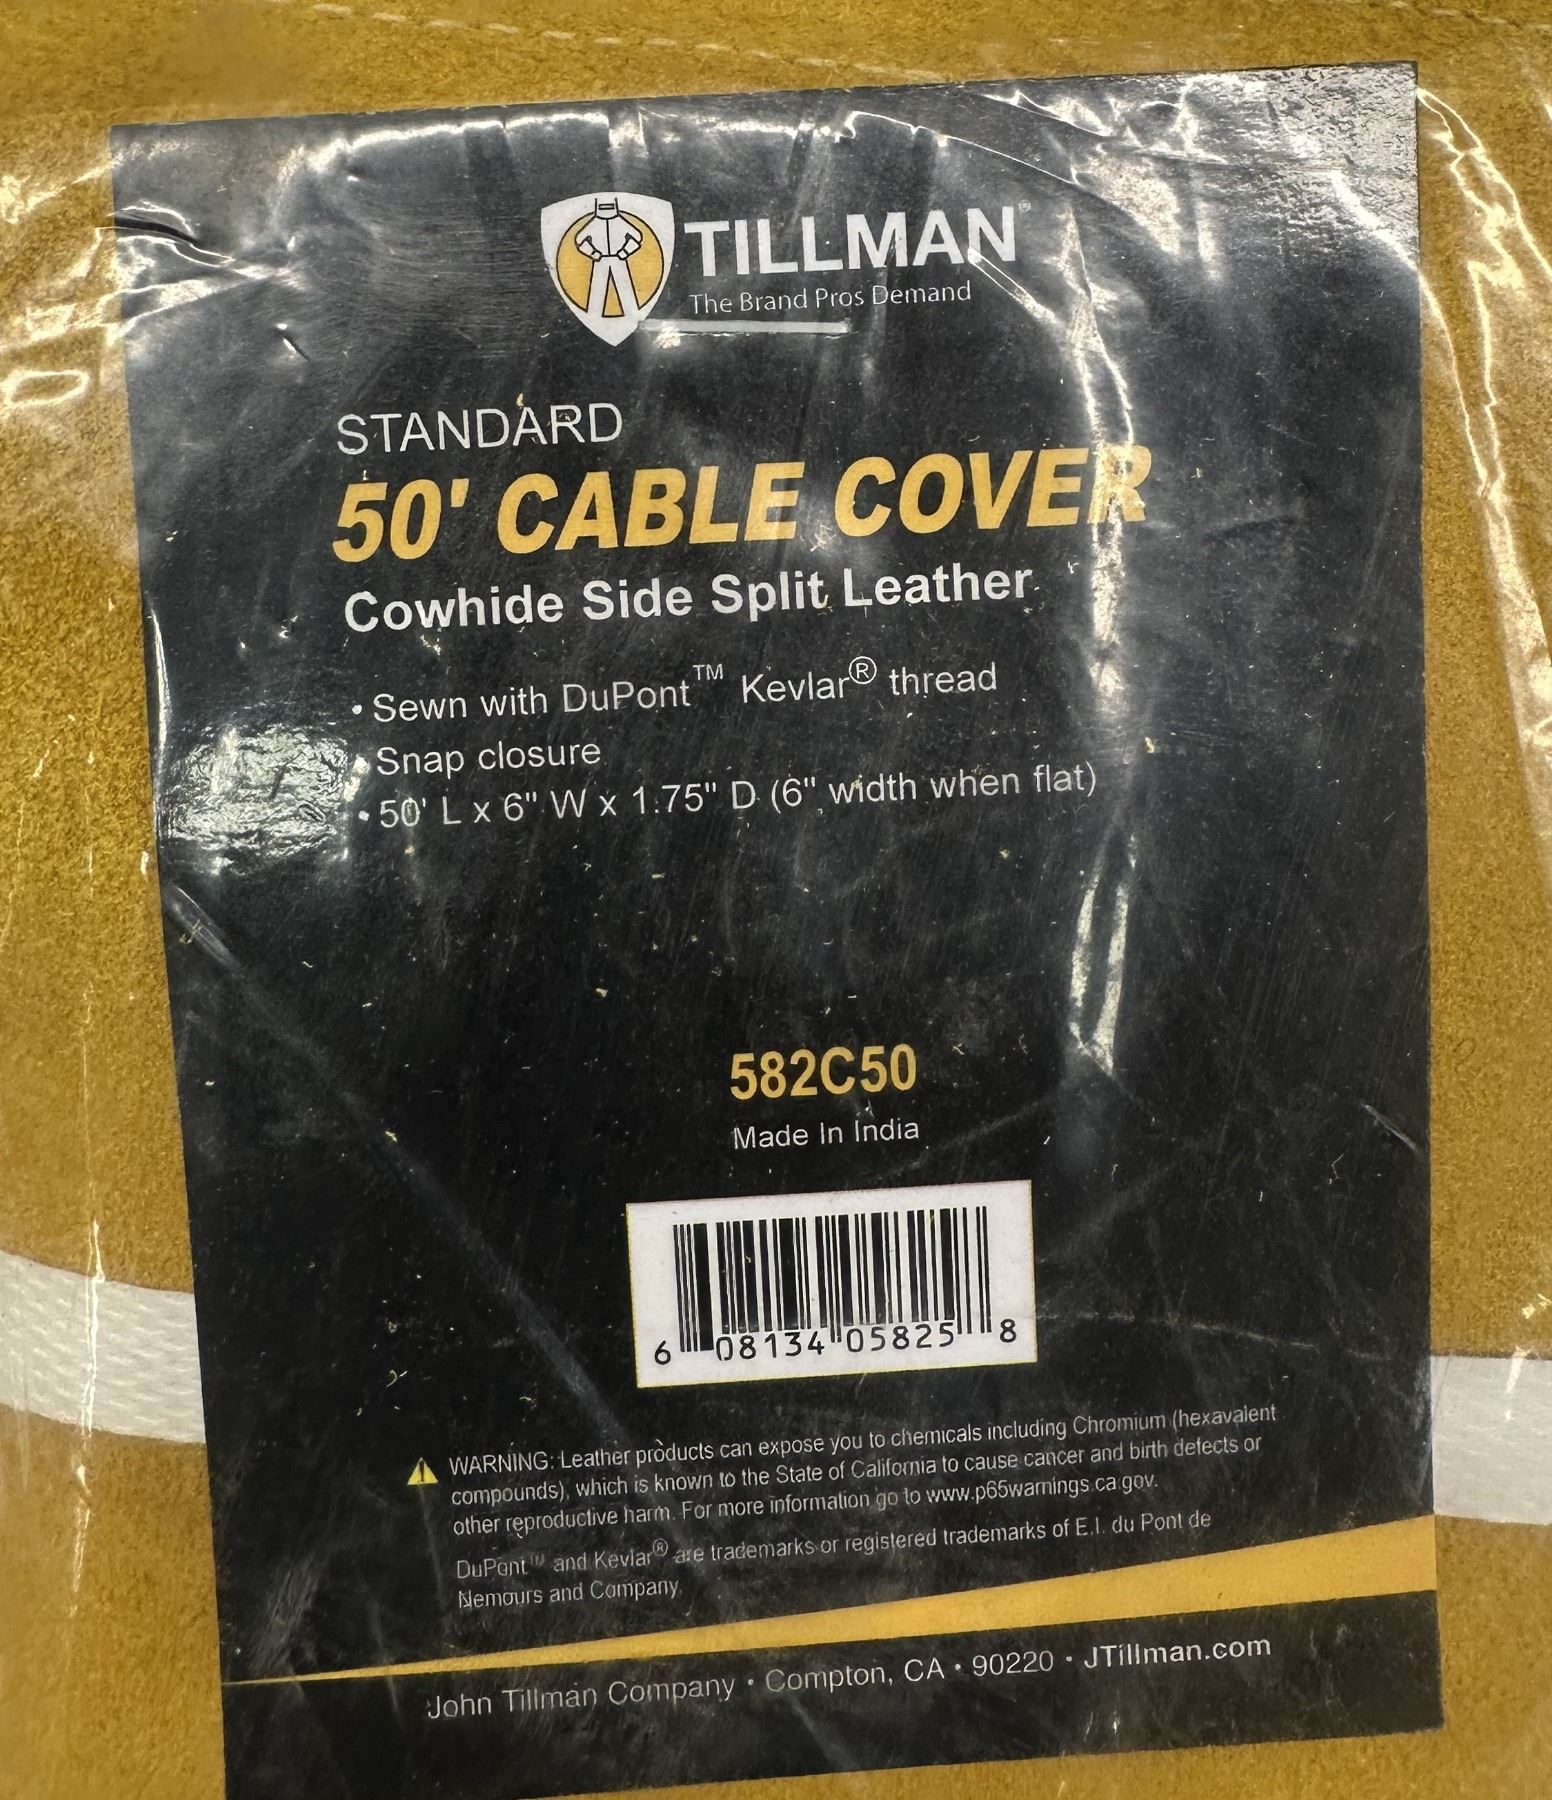 TILLMAN®
The Brand Pros Demand
STANDARD
50' CABLE COVER
Cowhide Side Split Leather
• Sewn with DuPont™ Kevlar® thread
• Snap closure
• 50' L x 6" W x 1.75" D (6" width when flat)
582C50
Made In India
6 08134 05825 8
WARNING: Leather products can expose you to chemicals including Chromium (hexavalent
compounds), which is known to the State of California to cause cancer and birth defects or
other reproductive harm. For more information go to www.p65warnings.ca.gov.
DuPont™ and Kevlar® are trademarks or registered trademarks of E.I. du Pont de
Nemours and Company.
John Tillman Company • Compton, CA • 90220 • JTillman.com